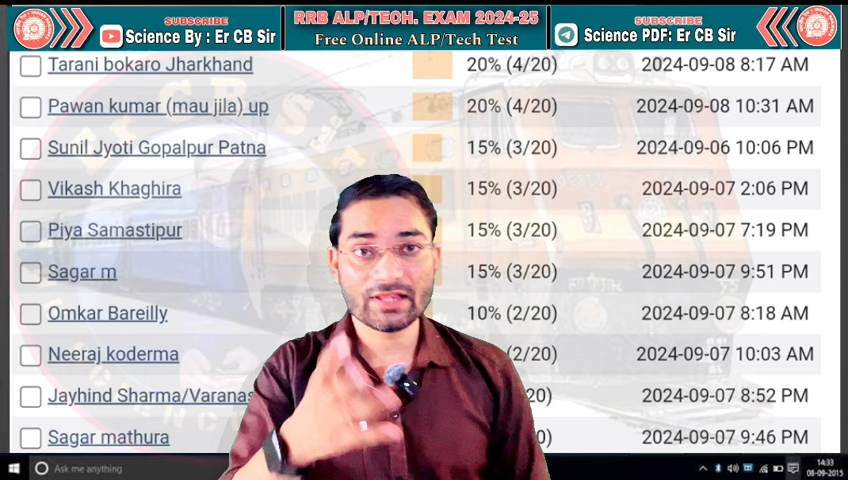 SUBSCRIBE
Science By : Er CB Sir
RRB ALP/TECH. EXAM 2024-25
Free Online ALP/Tech Test
SUBSCRIBE
Science PDF: Er CB Sir
Tarani bokaro Jharkhand 20% (4/20) 2024-09-08 8:17 AM
Pawan kumar (mau jila) up 20% (4/20) 2024-09-08 10:31 AM
Sunil Jyoti Gopalpur Patna 15% (3/20) 2024-09-06 10:06 PM
Vikash Khaghira 15% (3/20) 2024-09-07 2:06 PM
Piya Samastipur 15% (3/20) 2024-09-07 7:19 PM
Sagar m 15% (3/20) 2024-09-07 9:51 PM
Omkar Bareilly 10% (2/20) 2024-09-07 8:18 AM
Neeraj koderma (2/20) 2024-09-07 10:03 AM
Jayhind Sharma/Varanas /20) 2024-09-07 8:52 PM
Sagar mathura 2024-09-07 9:46 PM
Ask me anything
14:33
08-09-2015